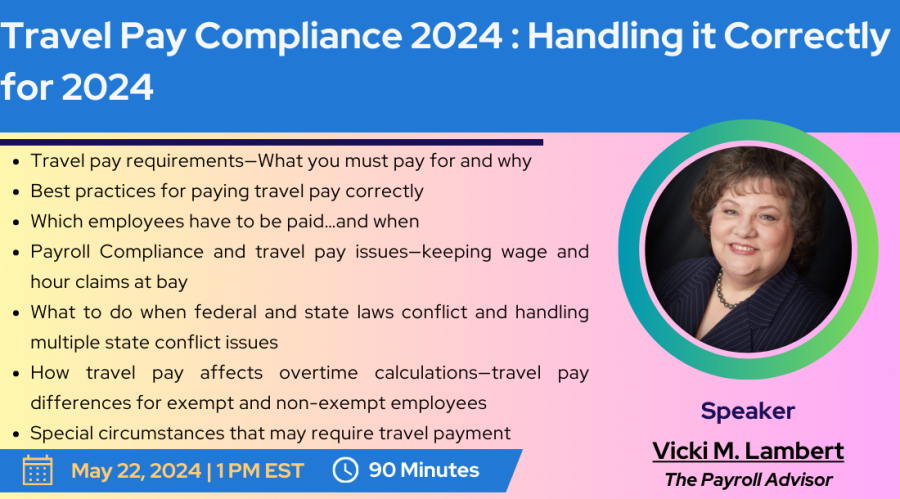 Travel Pay Compliance 2024 : Handling it Correctly
for 2024
• Travel pay requirements—What you must pay for and why
• Best practices for paying travel pay correctly
• Which employees have to be paid…and when
• Payroll Compliance and travel pay issues—keeping wage and
hour claims at bay
• What to do when federal and state laws conflict and handling
multiple state conflict issues
• How travel pay affects overtime calculations—travel pay
differences for exempt and non-exempt employees
• Special circumstances that may require travel payment
May 22, 2024 | 1 PM EST
90 Minutes
Speaker
Vicki M. Lambert
The Payroll Advisor